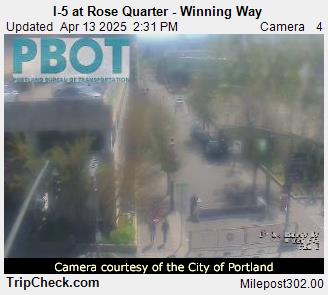 I-5 at Rose Quarter - Winning Way
Updated Apr 13 2025 2:31 PM Camera 4
PBOT
PORTLAND BUREAU OF TRANSPORTATION
Camera courtesy of the City of Portland
TripCheck.com Milepost302.00